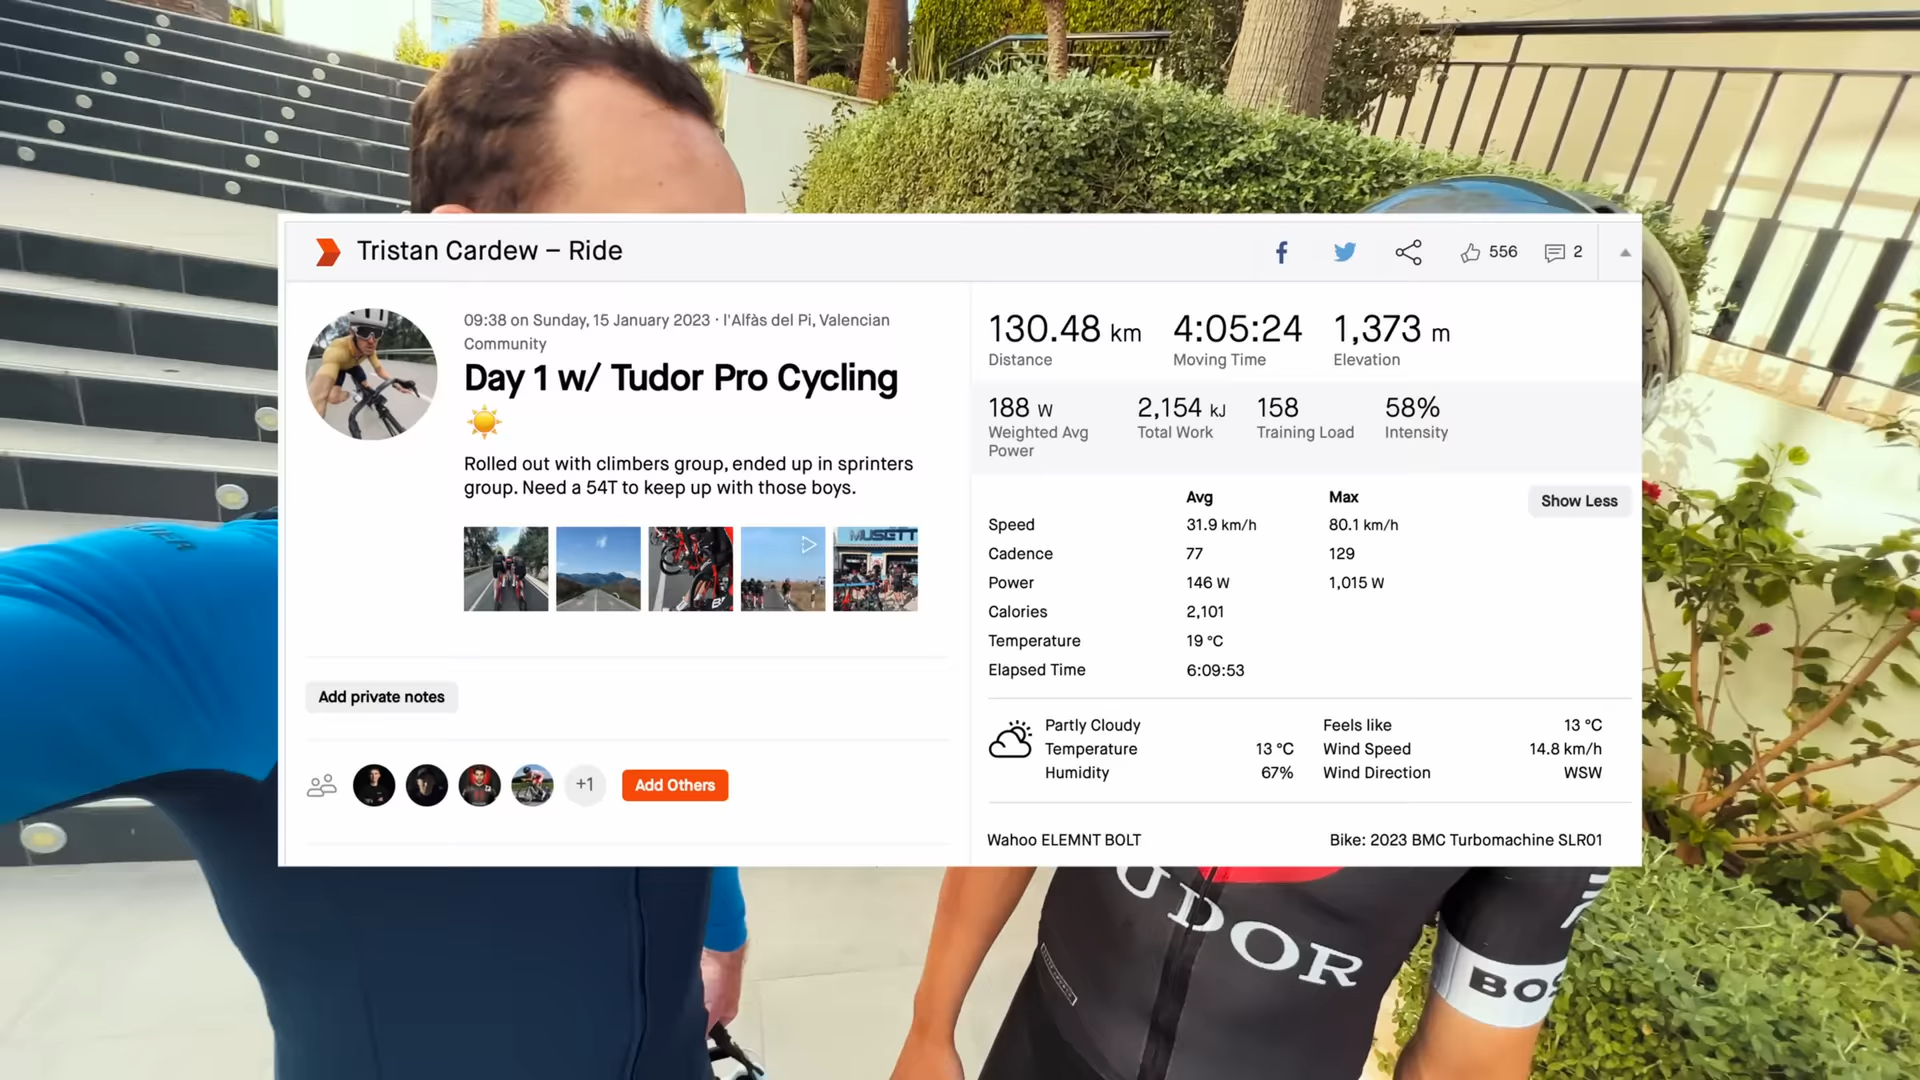 Tristan Cardew – Ride
556
2
09:38 on Sunday, 15 January 2023 · l'Alfàs del Pi, Valencian
Community
Day 1 w/ Tudor Pro Cycling
Rolled out with climbers group, ended up in sprinters
group. Need a 54T to keep up with those boys.
MUSETT
Add private notes
+1
Add Others
130.48 km 4:05:24 1,373 m
Distance Moving Time Elevation
188 W 2,154 kJ 158 58%
Weighted Avg Total Work Training Load Intensity
Power
Avg Max
Show Less
Speed 31.9 km/h 80.1 km/h
Cadence 77 129
Power 146 W 1,015 W
Calories 2,101
Temperature 19 °C
Elapsed Time 6:09:53
Partly Cloudy Feels like 13 °C
Temperature 13 °C Wind Speed 14.8 km/h
Humidity 67% Wind Direction WSW
Wahoo ELEMNT BOLT Bike: 2023 BMC Turbomachine SLR01
UDOR
BO